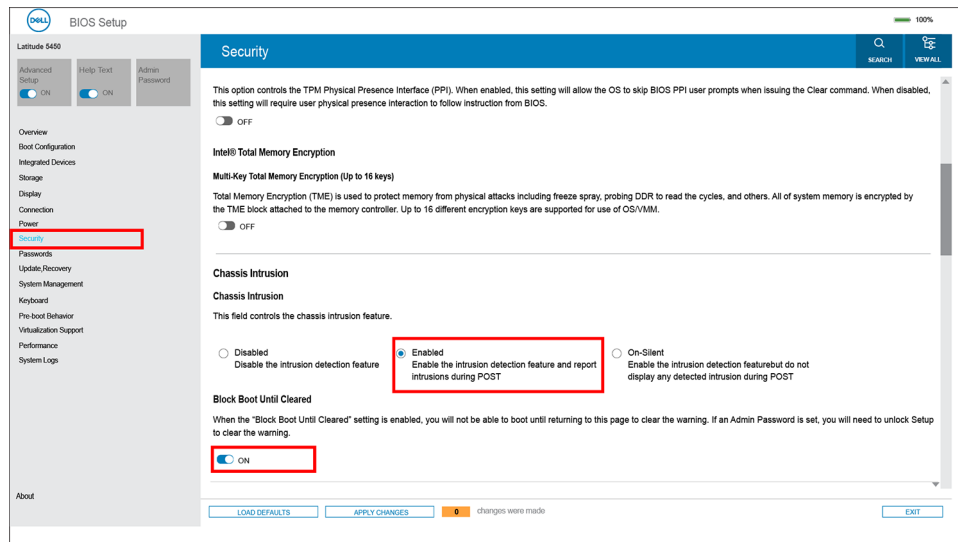 DELL
BIOS Setup
100%
Latitude 5450
Advanced
Setup
ON
Help Text
ON
Admin
Password
Security
SEARCH
VIEW ALL
Overview
Boot Configuration
Integrated Devices
Storage
Display
Connection
Power
Security
Passwords
Update,Recovery
System Management
Keyboard
Pre-boot Behavior
Virtualization Support
Performance
System Logs
About
This option controls the TPM Physical Presence Interface (PPI). When enabled, this setting will allow the OS to skip BIOS PPI user prompts when issuing the Clear command. When disabled,
this setting will require user physical presence interaction to follow instruction from BIOS.
OFF
Intel® Total Memory Encryption
Multi-Key Total Memory Encryption (Up to 16 keys)
Total Memory Encryption (TME) is used to protect memory from physical attacks including freeze spray, probing DDR to read the cycles, and others. All of system memory is encrypted by
the TME block attached to the memory controller. Up to 16 different encryption keys are supported for use of OS/VMM.
OFF
Chassis Intrusion
Chassis Intrusion
This field controls the chassis intrusion feature.
Disabled
Disable the intrusion detection feature
Enabled
Enable the intrusion detection feature and report
intrusions during POST
On-Silent
Enable the intrusion detection featurebut do not
display any detected intrusion during POST
Block Boot Until Cleared
When the "Block Boot Until Cleared" setting is enabled, you will not be able to boot until returning to this page to clear the warning. If an Admin Password is set, you will need to unlock Setup
to clear the warning.
ON
LOAD DEFAULTS
APPLY CHANGES
0
changes were made
EXIT